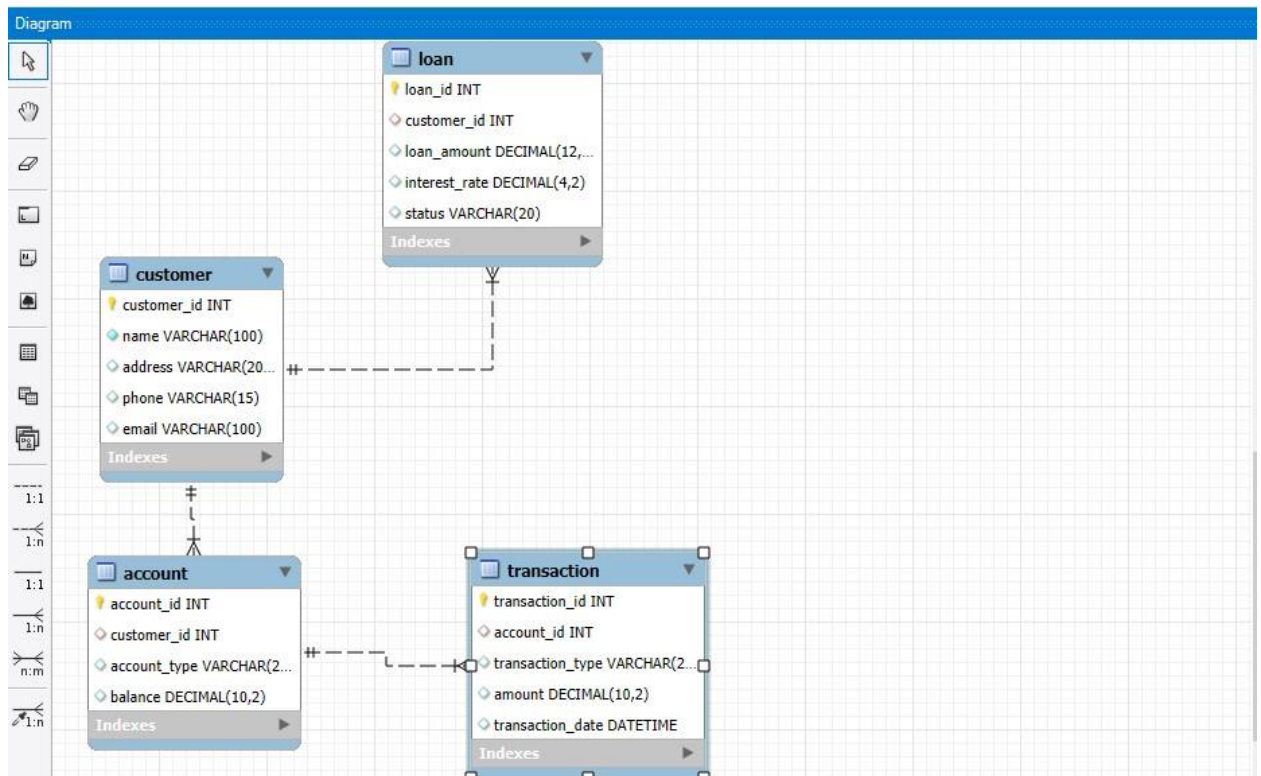 Diagram
loan
loan_id INT
customer_id INT
loan_amount DECIMAL(12,...
interest_rate DECIMAL(4,2)
status VARCHAR(20)
Indexes
customer
customer_id INT
name VARCHAR(100)
address VARCHAR(20...
phone VARCHAR(15)
email VARCHAR(100)
Indexes
1:1
1:n
1:1
1:n
n:m
1:n
account
account_id INT
customer_id INT
account_type VARCHAR(2...
balance DECIMAL(10,2)
Indexes
transaction
transaction_id INT
account_id INT
transaction_type VARCHAR(2...
amount DECIMAL(10,2)
transaction_date DATETIME
Indexes